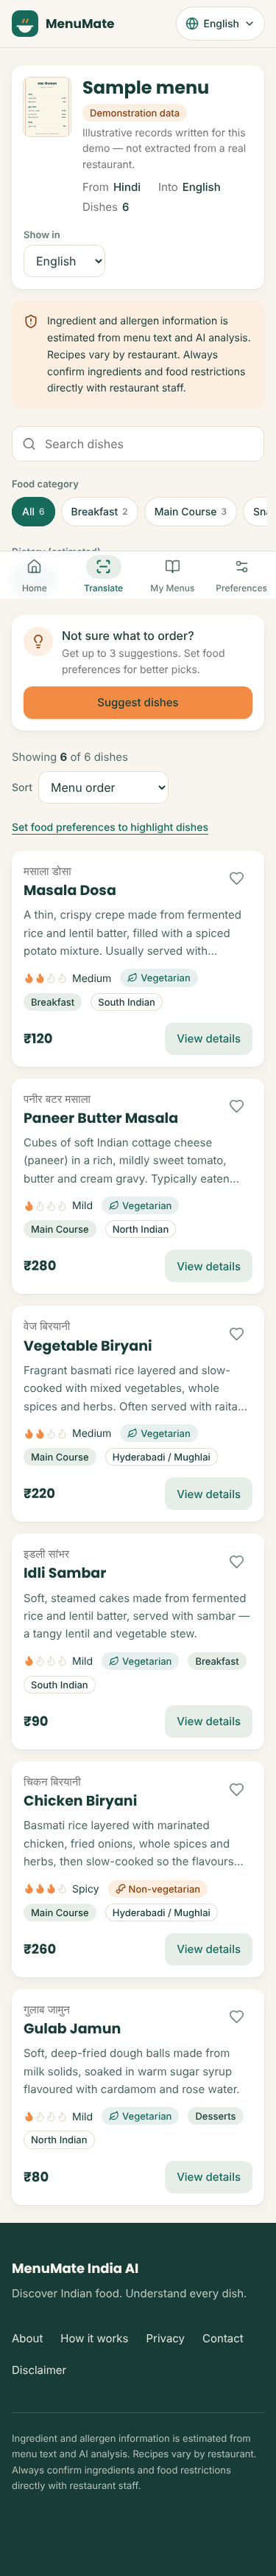 MenuMate
English
Sample menu
Demonstration data
Illustrative records written for this
demo — not extracted from a real
restaurant.
From Hindi Into English
Dishes 6
Show in
English
Ingredient and allergen information is
estimated from menu text and AI analysis.
Recipes vary by restaurant. Always
confirm ingredients and food restrictions
directly with restaurant staff.
Search dishes
Food category
All 6 Breakfast 2 Main Course 3
Home Translate My Menus Preferences
Not sure what to order?
Get up to 3 suggestions. Set food
preferences for better picks.
Suggest dishes
Showing 6 of 6 dishes
Sort Menu order
Set food preferences to highlight dishes
मसाला डोसा
Masala Dosa
A thin, crispy crepe made from fermented
rice and lentil batter, filled with a spiced
potato mixture. Usually served with…
Medium Vegetarian
Breakfast South Indian
₹120 View details
पनीर बटर मसाला
Paneer Butter Masala
Cubes of soft Indian cottage cheese
(paneer) in a rich, mildly sweet tomato,
butter and cream gravy. Typically eaten…
Mild Vegetarian
Main Course North Indian
₹280 View details
वेज बिरयानी
Vegetable Biryani
Fragrant basmati rice layered and slow-
cooked with mixed vegetables, whole
spices and herbs. Often served with raita…
Medium Vegetarian
Main Course Hyderabadi / Mughlai
₹220 View details
इडली सांभर
Idli Sambar
Soft, steamed cakes made from fermented
rice and lentil batter, served with sambar —
a tangy lentil and vegetable stew.
Mild Vegetarian Breakfast
South Indian
₹90 View details
चिकन बिरयानी
Chicken Biryani
Basmati rice layered with marinated
chicken, fried onions, whole spices and
herbs, then slow-cooked so the flavours…
Spicy Non-vegetarian
Main Course Hyderabadi / Mughlai
₹260 View details
गुलाब जामुन
Gulab Jamun
Soft, deep-fried dough balls made from
milk solids, soaked in warm sugar syrup
flavoured with cardamom and rose water.
Mild Vegetarian Desserts
North Indian
₹80 View details
MenuMate India AI
Discover Indian food. Understand every dish.
About How it works Privacy Contact
Disclaimer
Ingredient and allergen information is estimated from
menu text and AI analysis. Recipes vary by restaurant.
Always confirm ingredients and food restrictions
directly with restaurant staff.